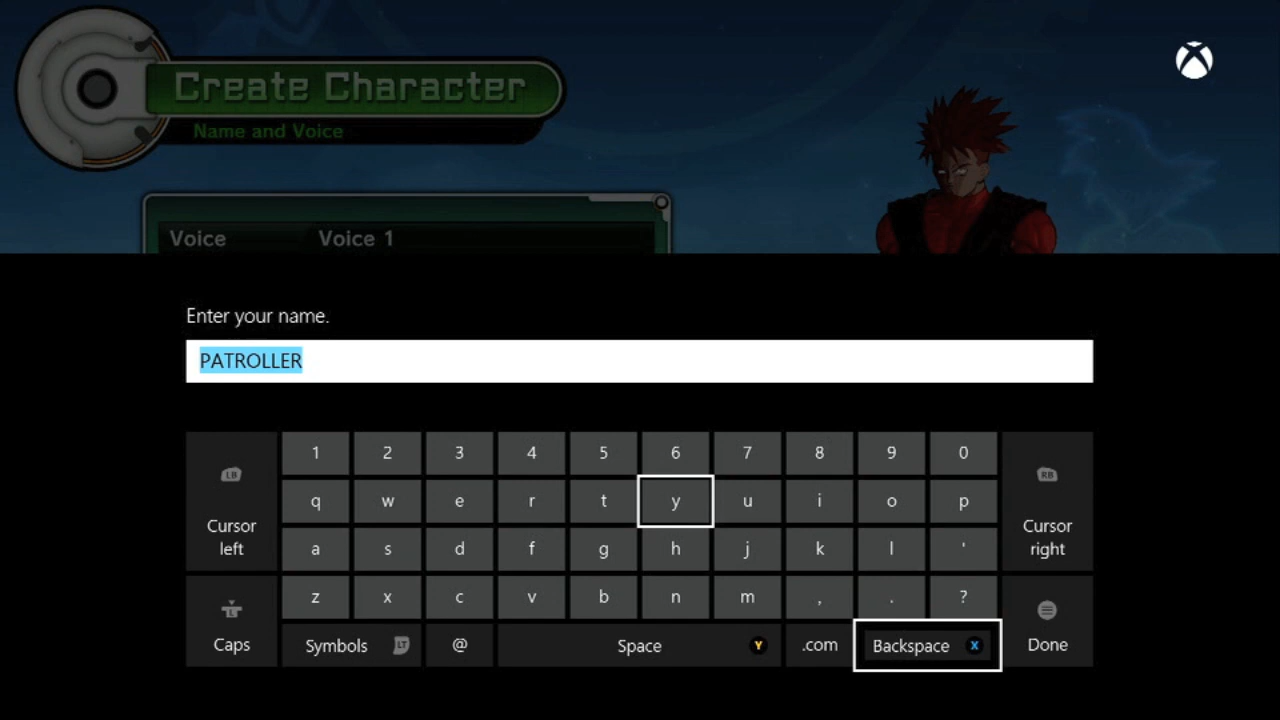 Create Character
Name and Voice
Voice Voice 1
Enter your name.
PATROLLER
1 2 3 4 5 6 7 8 9 0
LB RB
q w e r t y u i o p
Cursor left Cursor right
a s d f g h j k l '
z x c v b n m , . ?
L
Caps Symbols LT @ Space Y .com Backspace X Done